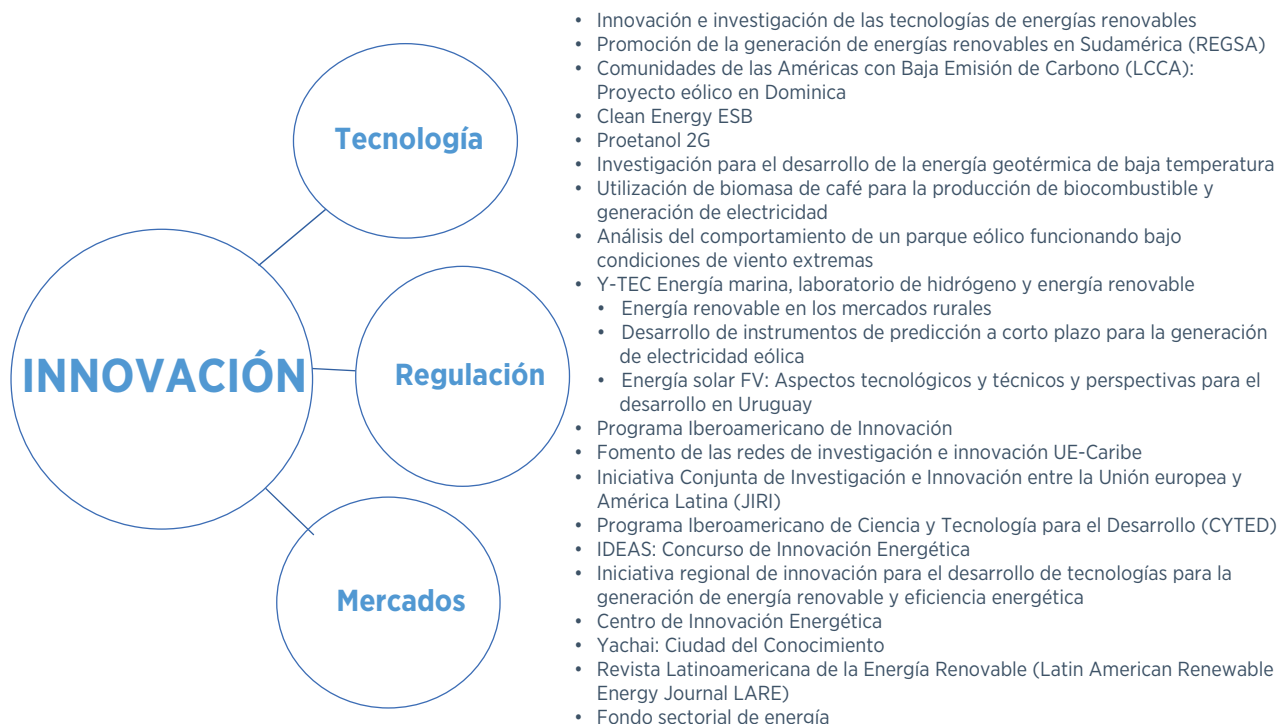 Tecnología
INNOVACIÓN
Regulación
Mercados
• Innovación e investigación de las tecnologías de energías renovables
• Promoción de la generación de energías renovables en Sudamérica (REGSA)
• Comunidades de las Américas con Baja Emisión de Carbono (LCCA):
Proyecto eólico en Dominica
• Clean Energy ESB
• Proetanol 2G
• Investigación para el desarrollo de la energía geotérmica de baja temperatura
• Utilización de biomasa de café para la producción de biocombustible y
generación de electricidad
• Análisis del comportamiento de un parque eólico funcionando bajo
condiciones de viento extremas
• Y-TEC Energía marina, laboratorio de hidrógeno y energía renovable
• Energía renovable en los mercados rurales
• Desarrollo de instrumentos de predicción a corto plazo para la generación
de electricidad eólica
• Energía solar FV: Aspectos tecnológicos y técnicos y perspectivas para el
desarrollo en Uruguay
• Programa Iberoamericano de Innovación
• Fomento de las redes de investigación e innovación UE-Caribe
• Iniciativa Conjunta de Investigación e Innovación entre la Unión europea y
América Latina (JIRI)
• Programa Iberoamericano de Ciencia y Tecnología para el Desarrollo (CYTED)
• IDEAS: Concurso de Innovación Energética
• Iniciativa regional de innovación para el desarrollo de tecnologías para la
generación de energía renovable y eficiencia energética
• Centro de Innovación Energética
• Yachai: Ciudad del Conocimiento
• Revista Latinoamericana de la Energía Renovable (Latin American Renewable
Energy Journal LARE)
• Fondo sectorial de energía